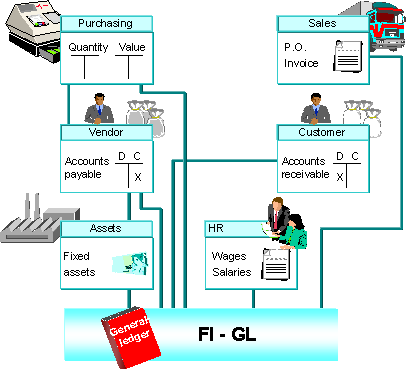 Purchasing
Quantity Value
Sales
P.O.
Invoice
Vendor
Accounts
payable
D C
X
Customer
Accounts
receivable
D C
X
Assets
Fixed
assets
HR
Wages
Salaries
General
ledger
FI - GL